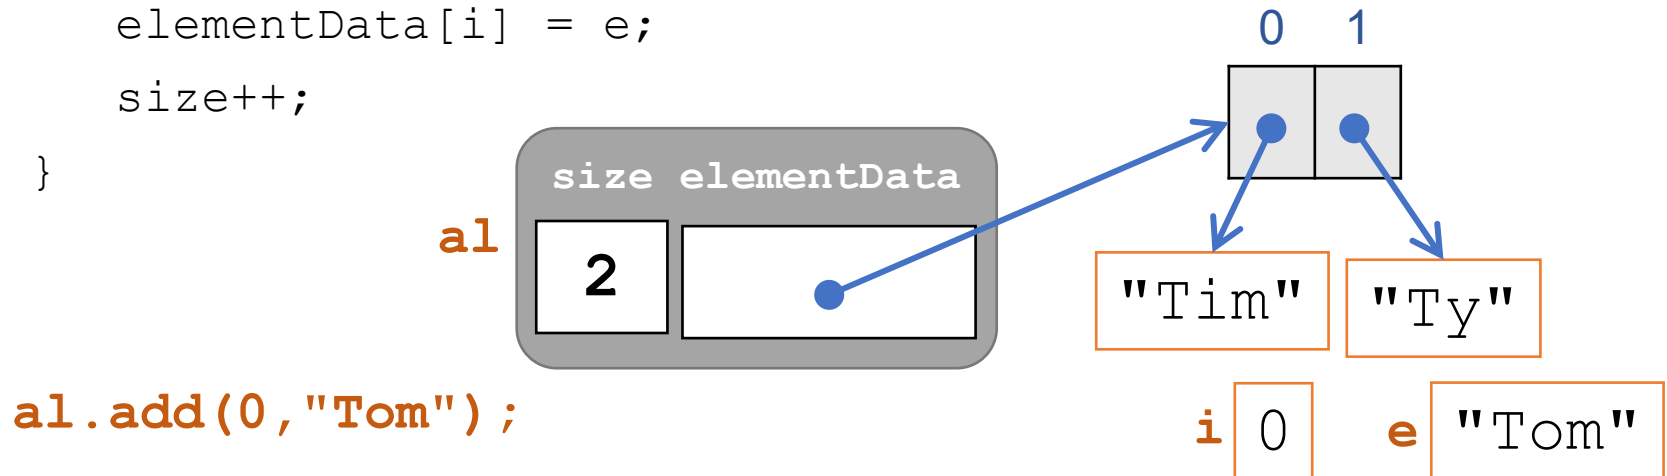 elementData[i] = e;
size++;
}
0 1
size elementData
al
2
"Tim" "Ty"
al.add(0,"Tom");
i 0 e "Tom"